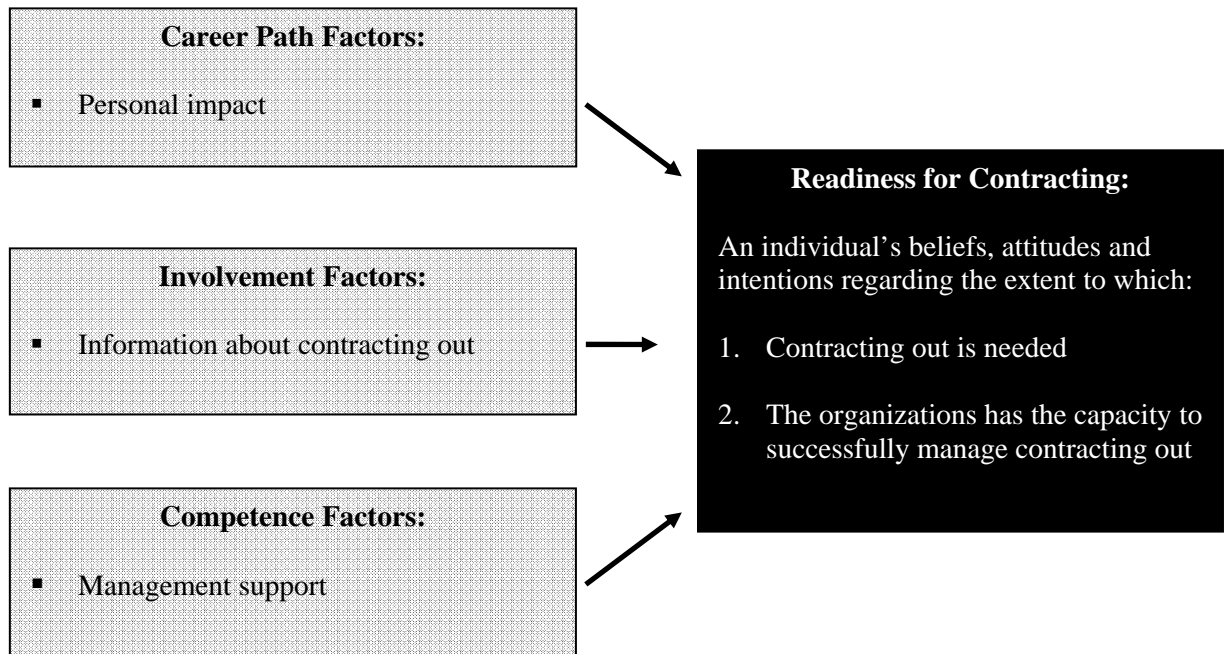 Career Path Factors:
▪ Personal impact
Involvement Factors:
▪ Information about contracting out
Competence Factors:
▪ Management support
Readiness for Contracting:
An individual’s beliefs, attitudes and
intentions regarding the extent to which:
1. Contracting out is needed
2. The organizations has the capacity to
successfully manage contracting out